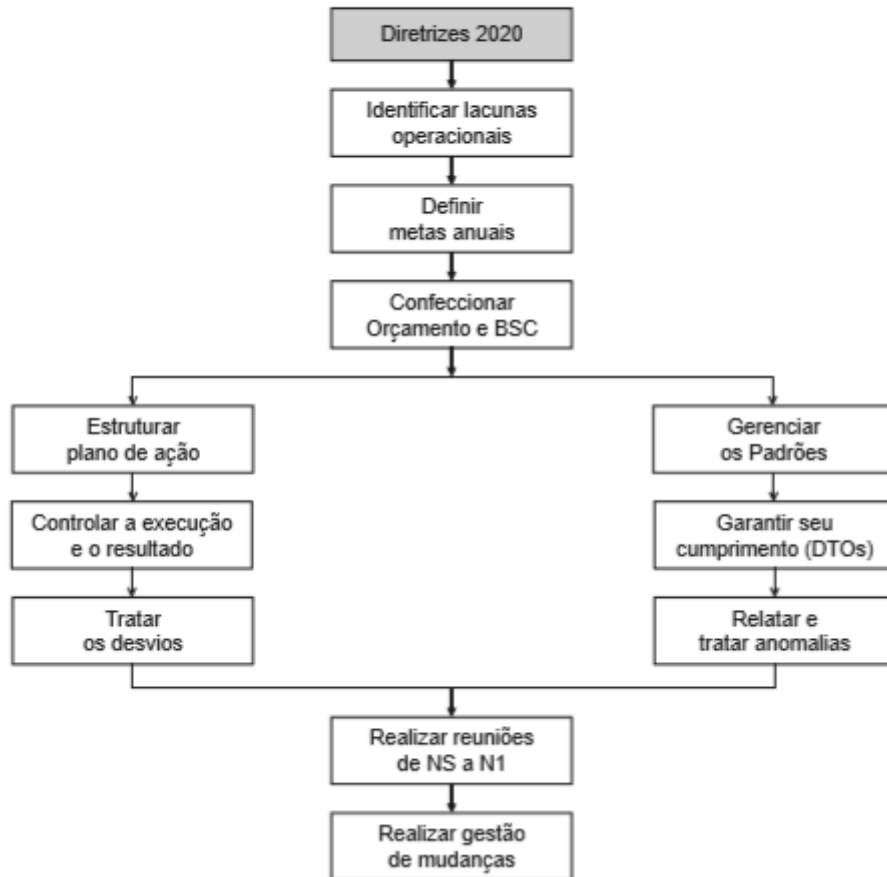 Diretrizes 2020
Identificar lacunas
operacionais
Definir
metas anuais
Confeccionar
Orçamento e BSC
Estruturar
plano de ação
Controlar a execução
e o resultado
Tratar
os desvios
Gerenciar
os Padrões
Garantir seu
cumprimento (DTOs)
Relatar e
tratar anomalias
Realizar reuniões
de NS a N1
Realizar gestão
de mudanças